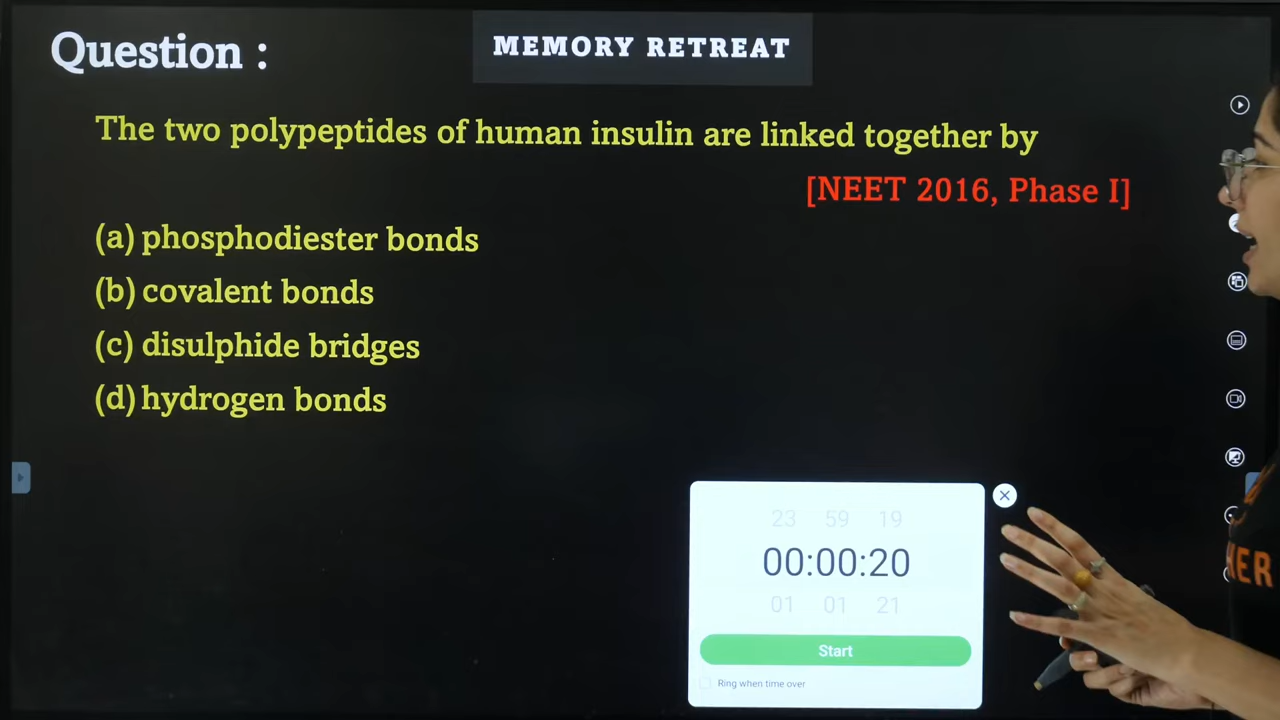 Question :
MEMORY RETREAT
The two polypeptides of human insulin are linked together by
[NEET 2016, Phase I]
(a) phosphodiester bonds
(b) covalent bonds
(c) disulphide bridges
(d) hydrogen bonds
23 59 19
00:00:20
01 01 21
Start
Ring when time over
HER